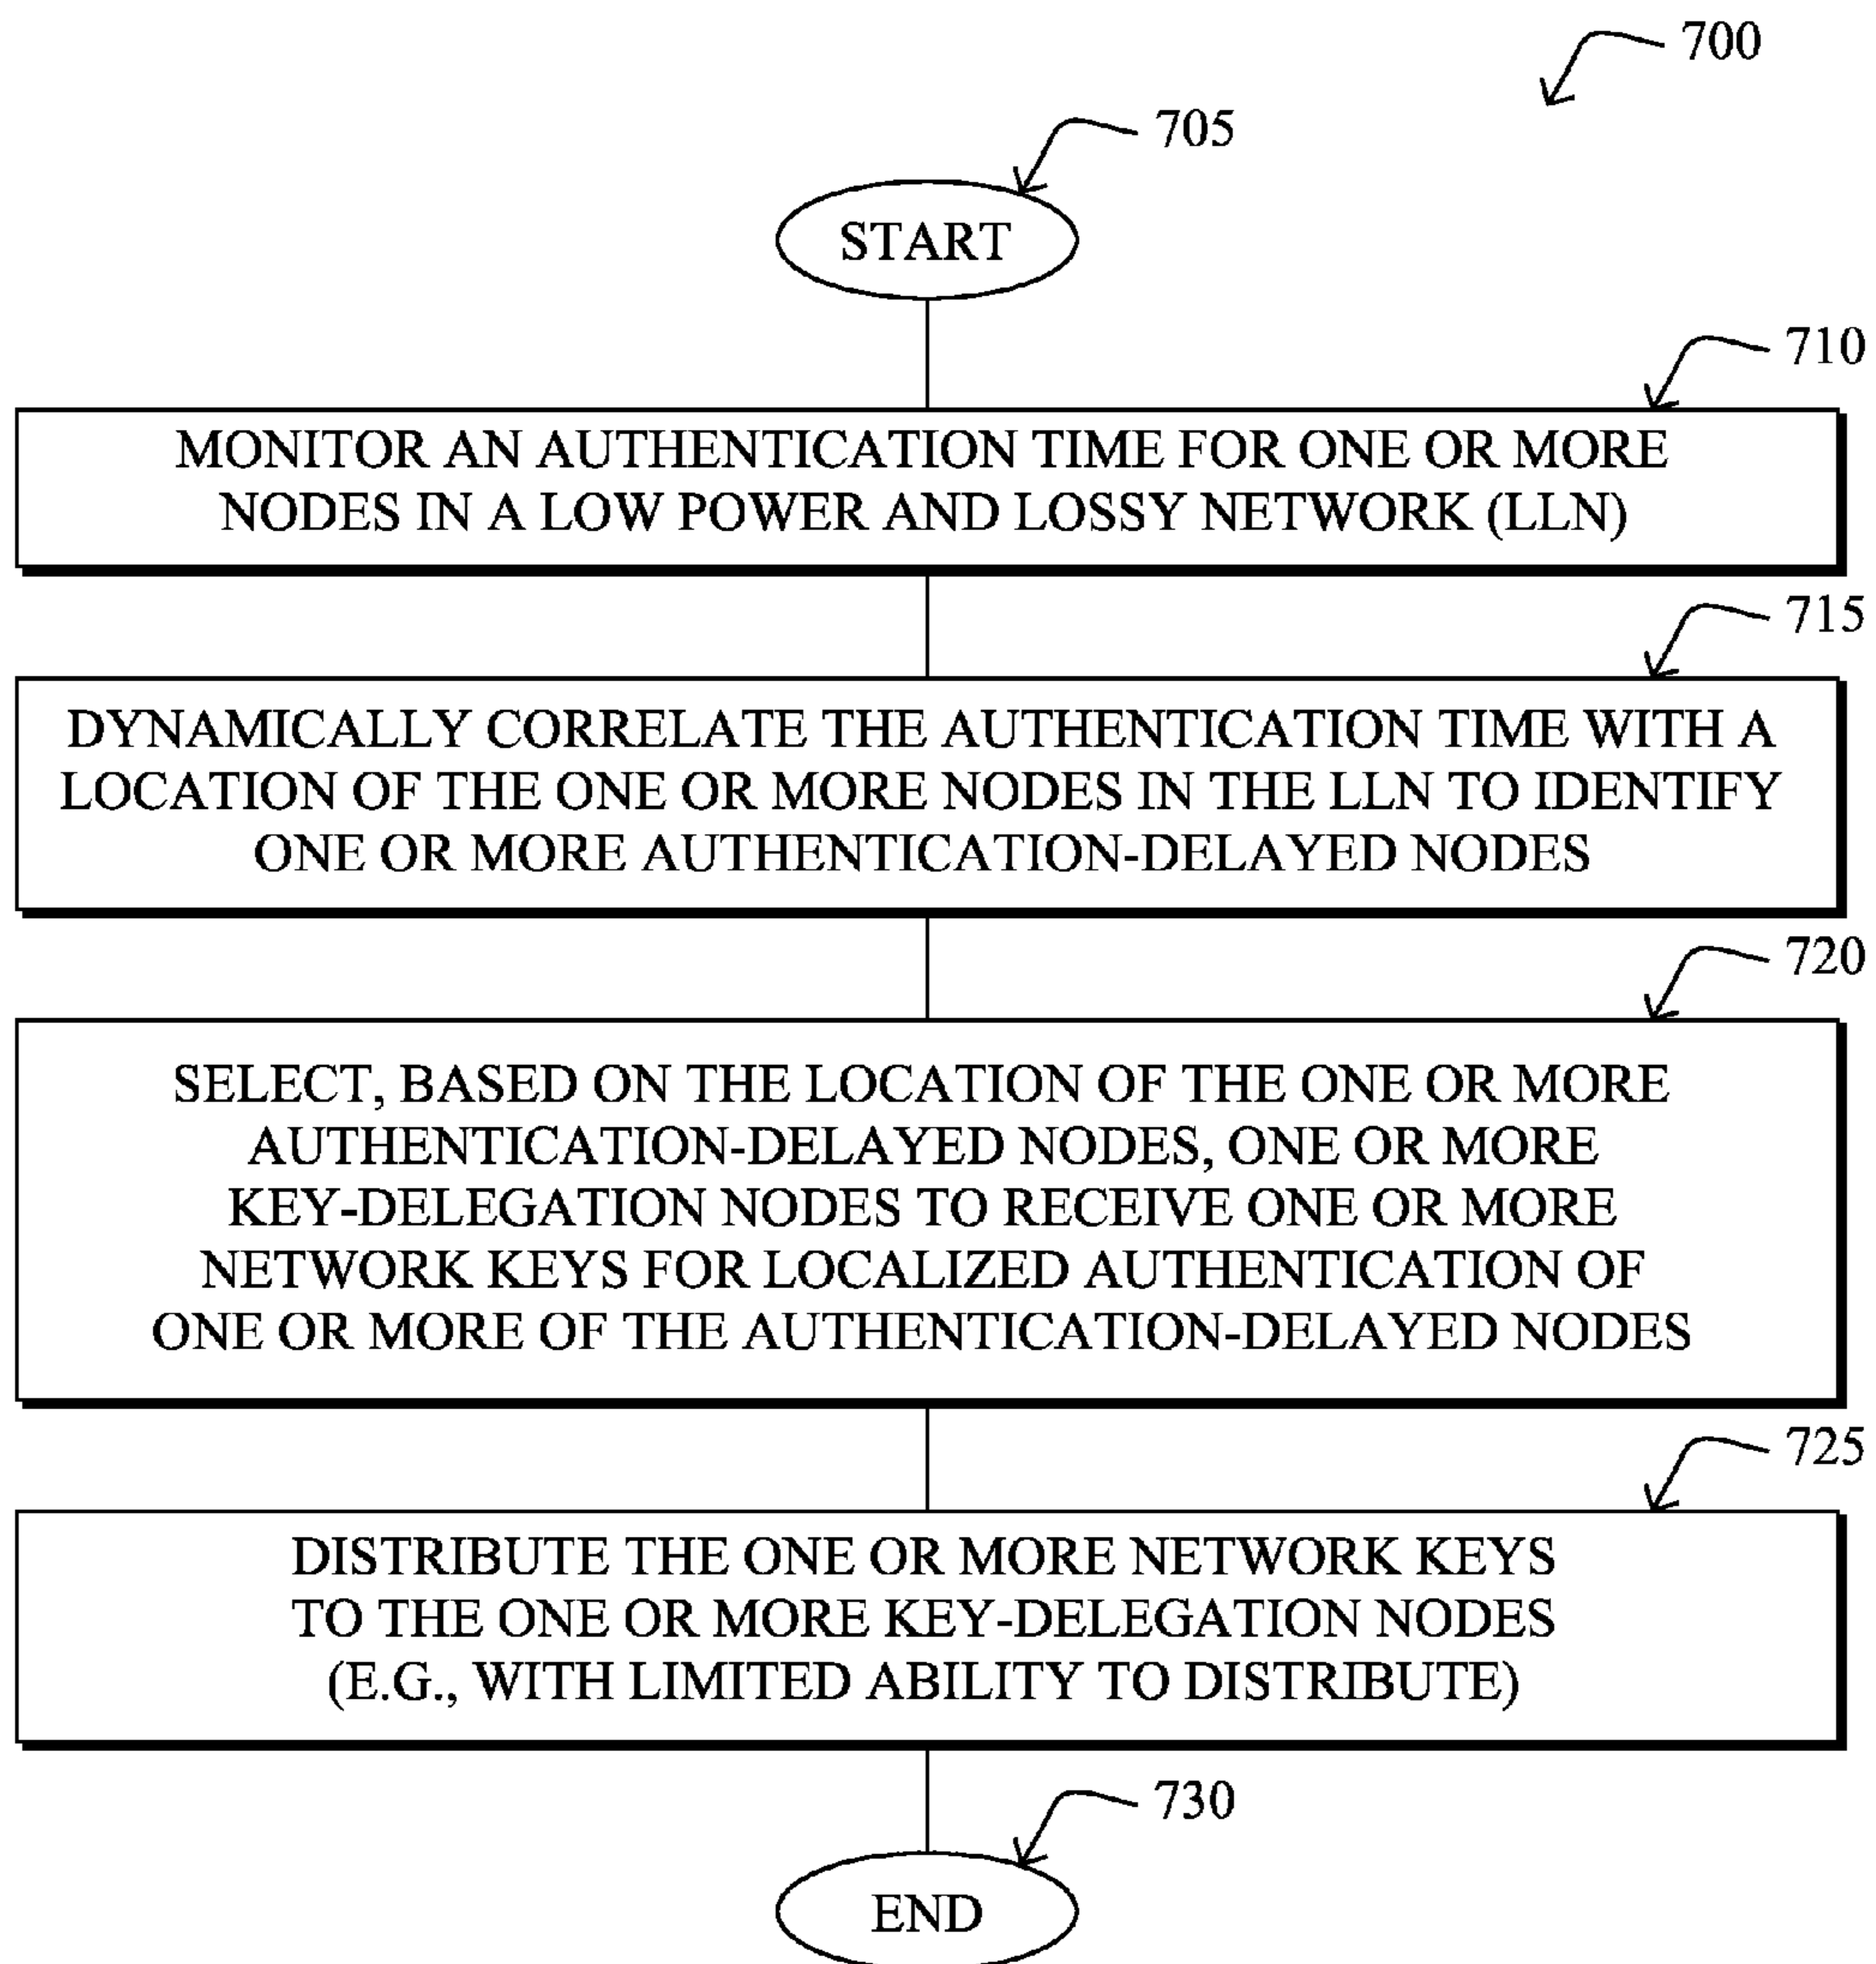 700
705
START
710
MONITOR AN AUTHENTICATION TIME FOR ONE OR MORE
NODES IN A LOW POWER AND LOSSY NETWORK (LLN)
715
DYNAMICALLY CORRELATE THE AUTHENTICATION TIME WITH A
LOCATION OF THE ONE OR MORE NODES IN THE LLN TO IDENTIFY
ONE OR MORE AUTHENTICATION-DELAYED NODES
720
SELECT, BASED ON THE LOCATION OF THE ONE OR MORE
AUTHENTICATION-DELAYED NODES, ONE OR MORE
KEY-DELEGATION NODES TO RECEIVE ONE OR MORE
NETWORK KEYS FOR LOCALIZED AUTHENTICATION OF
ONE OR MORE OF THE AUTHENTICATION-DELAYED NODES
725
DISTRIBUTE THE ONE OR MORE NETWORK KEYS
TO THE ONE OR MORE KEY-DELEGATION NODES
(E.G., WITH LIMITED ABILITY TO DISTRIBUTE)
730
END